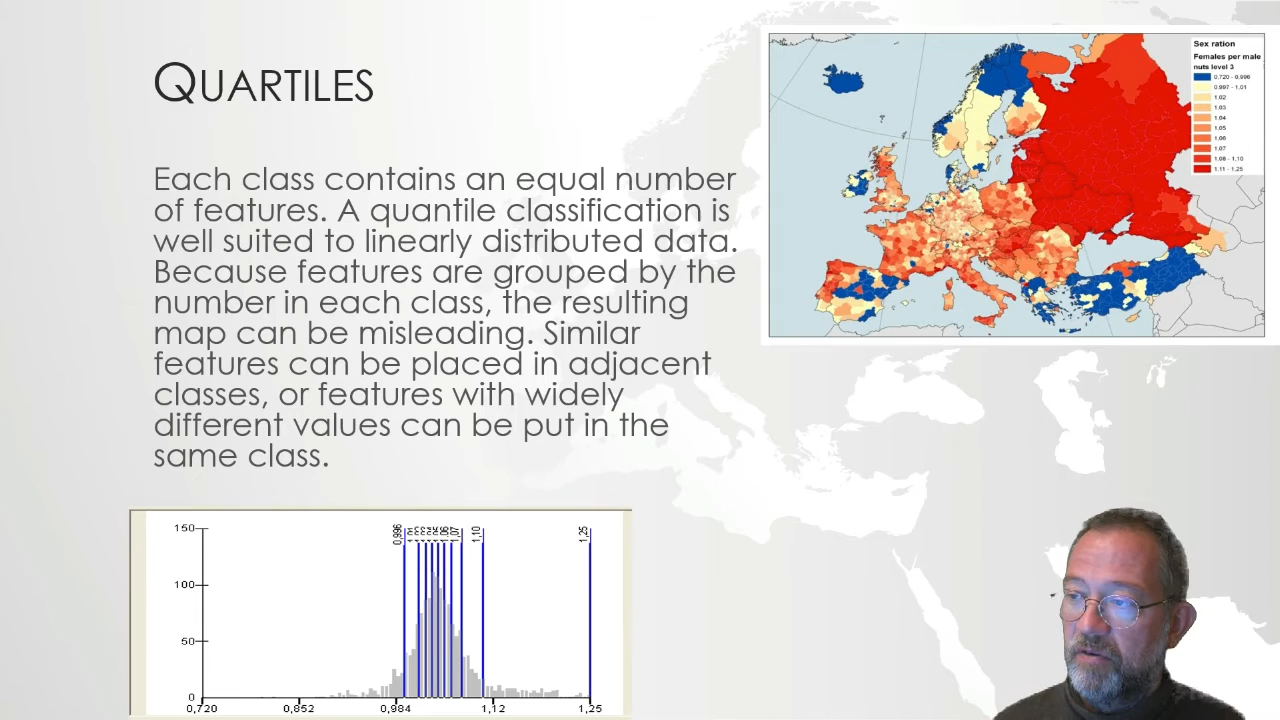 QUARTILES
Each class contains an equal number
of features. A quantile classification is
well suited to linearly distributed data.
Because features are grouped by the
number in each class, the resulting
map can be misleading. Similar
features can be placed in adjacent
classes, or features with widely
different values can be put in the
same class.
Sex ration
Females per male
nuts level 3
0,720 - 0,996
0,997 - 1,01
1,02
1,03
1,04
1,05
1,06
1,07
1,08 - 1,10
1,11 - 1,25
150
100
50
0
0,996
1,07
1,10
1,25
0,720
0,852
0,984
1,12
1,25